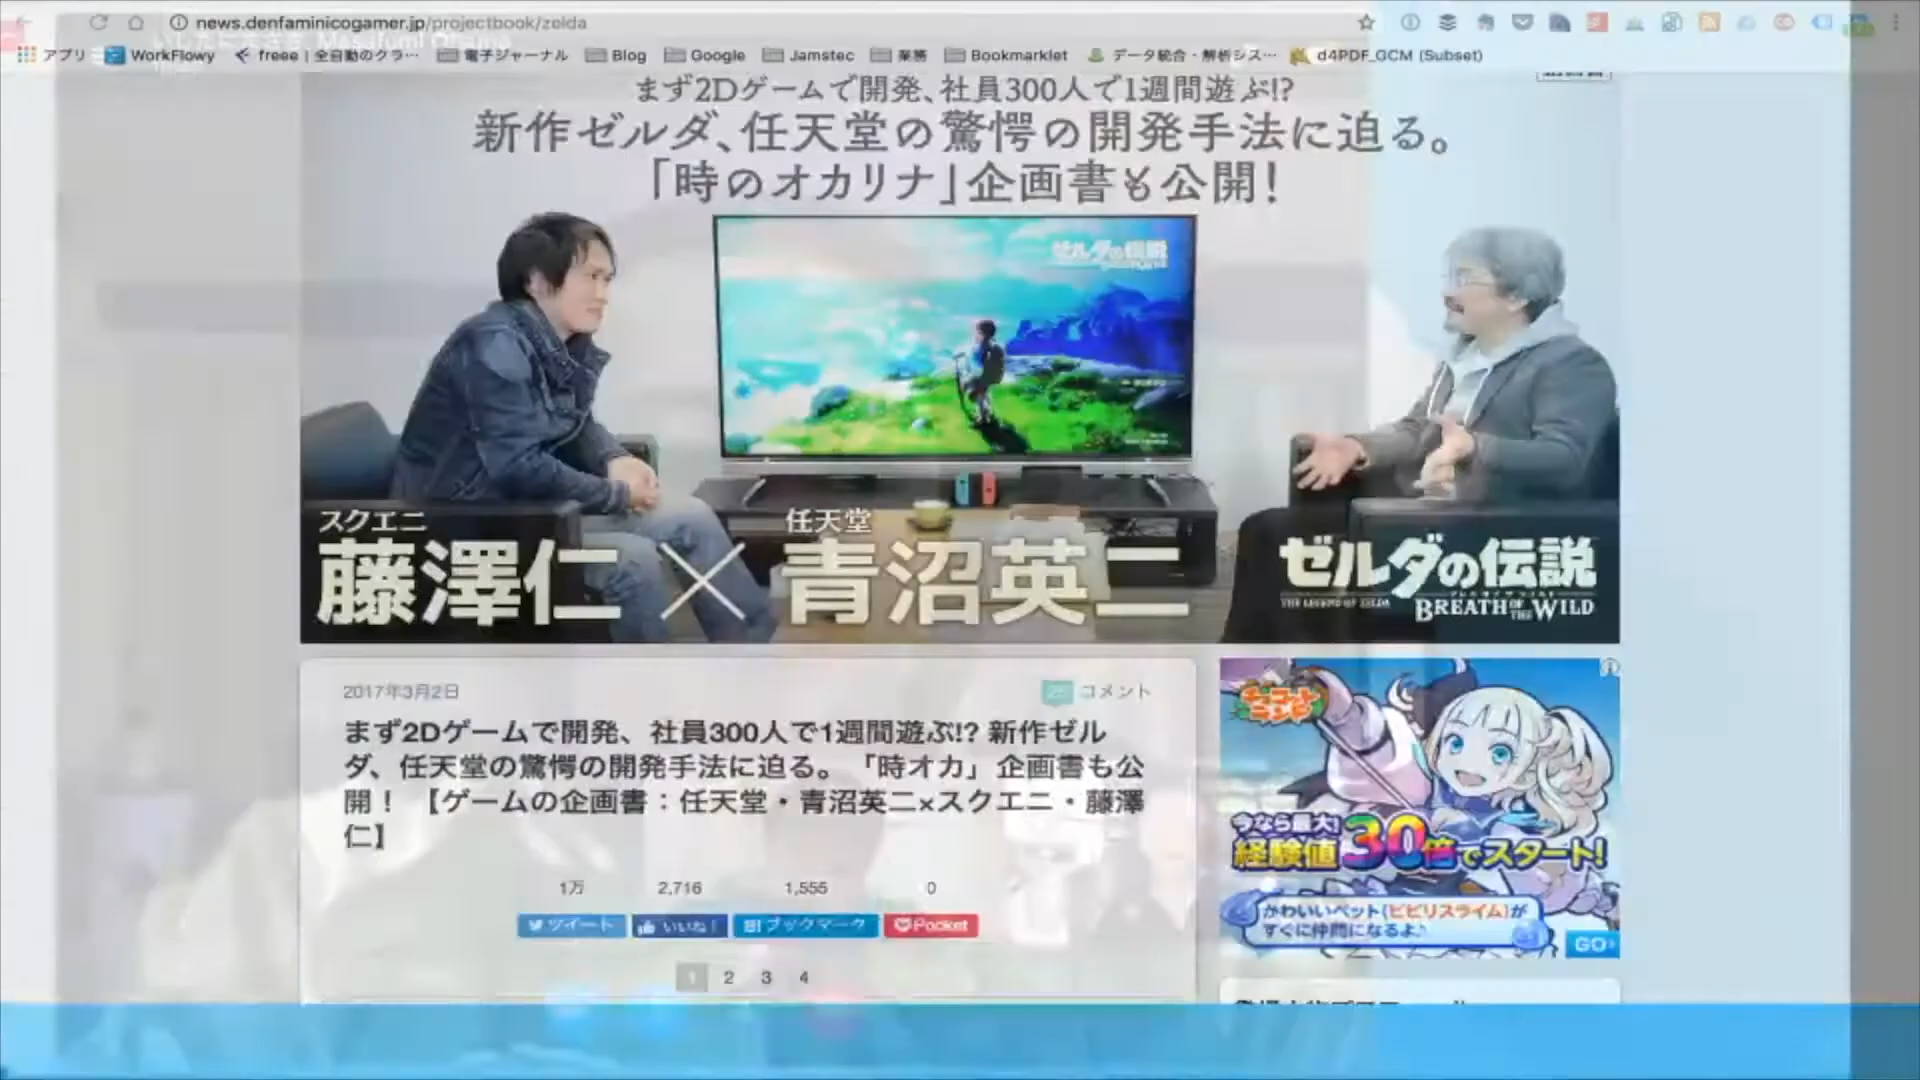 news.denfaminicogamer.jp/projectbook/zelda
アプリ WorkFlowy freee | 全自動のクラ… 電子ジャーナル Blog Google Jamstec 業務 Bookmarklet データ統合・解析シス… d4PDF_GCM (Subset)
まず2Dゲームで開発、社員300人で1週間遊ぶ!?
新作ゼルダ、任天堂の驚愕の開発手法に迫る。
「時のオカリナ」企画書も公開!
ゼルダの伝説
スクエニ
藤澤仁
×
任天堂
青沼英二
ゼルダの伝説
THE LEGEND OF ZELDA
BREATH OF THE WILD
2017年3月2日
コメント
まず2Dゲームで開発、社員300人で1週間遊ぶ!? 新作ゼル
ダ、任天堂の驚愕の開発手法に迫る。「時オカ」企画書も公
開！【ゲームの企画書：任天堂・青沼英二×スクエニ・藤澤
仁】
1万 2,716 1,555 0
ツイート いいね！ B! ブックマーク Pocket
1 2 3 4
今なら最大!
経験値30倍でスタート!
かわいいペット(ビビリスライム)が
すぐに仲間になるよ♪
GO